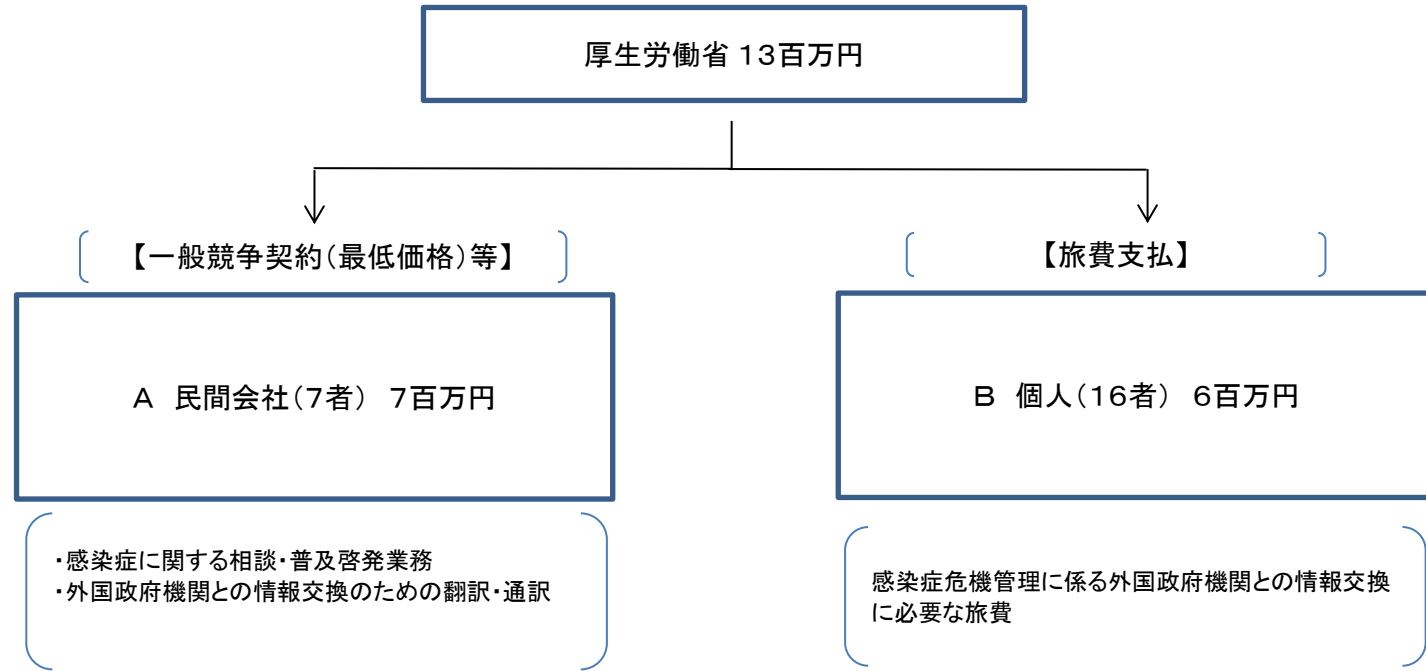 厚生労働省 13百万円
【一般競争契約(最低価格)等】
【旅費支払】
A 民間会社(7者) 7百万円
B 個人(16者) 6百万円
・感染症に関する相談・普及啓発業務
・外国政府機関との情報交換のための翻訳・通訳
感染症危機管理に係る外国政府機関との情報交換
に必要な旅費